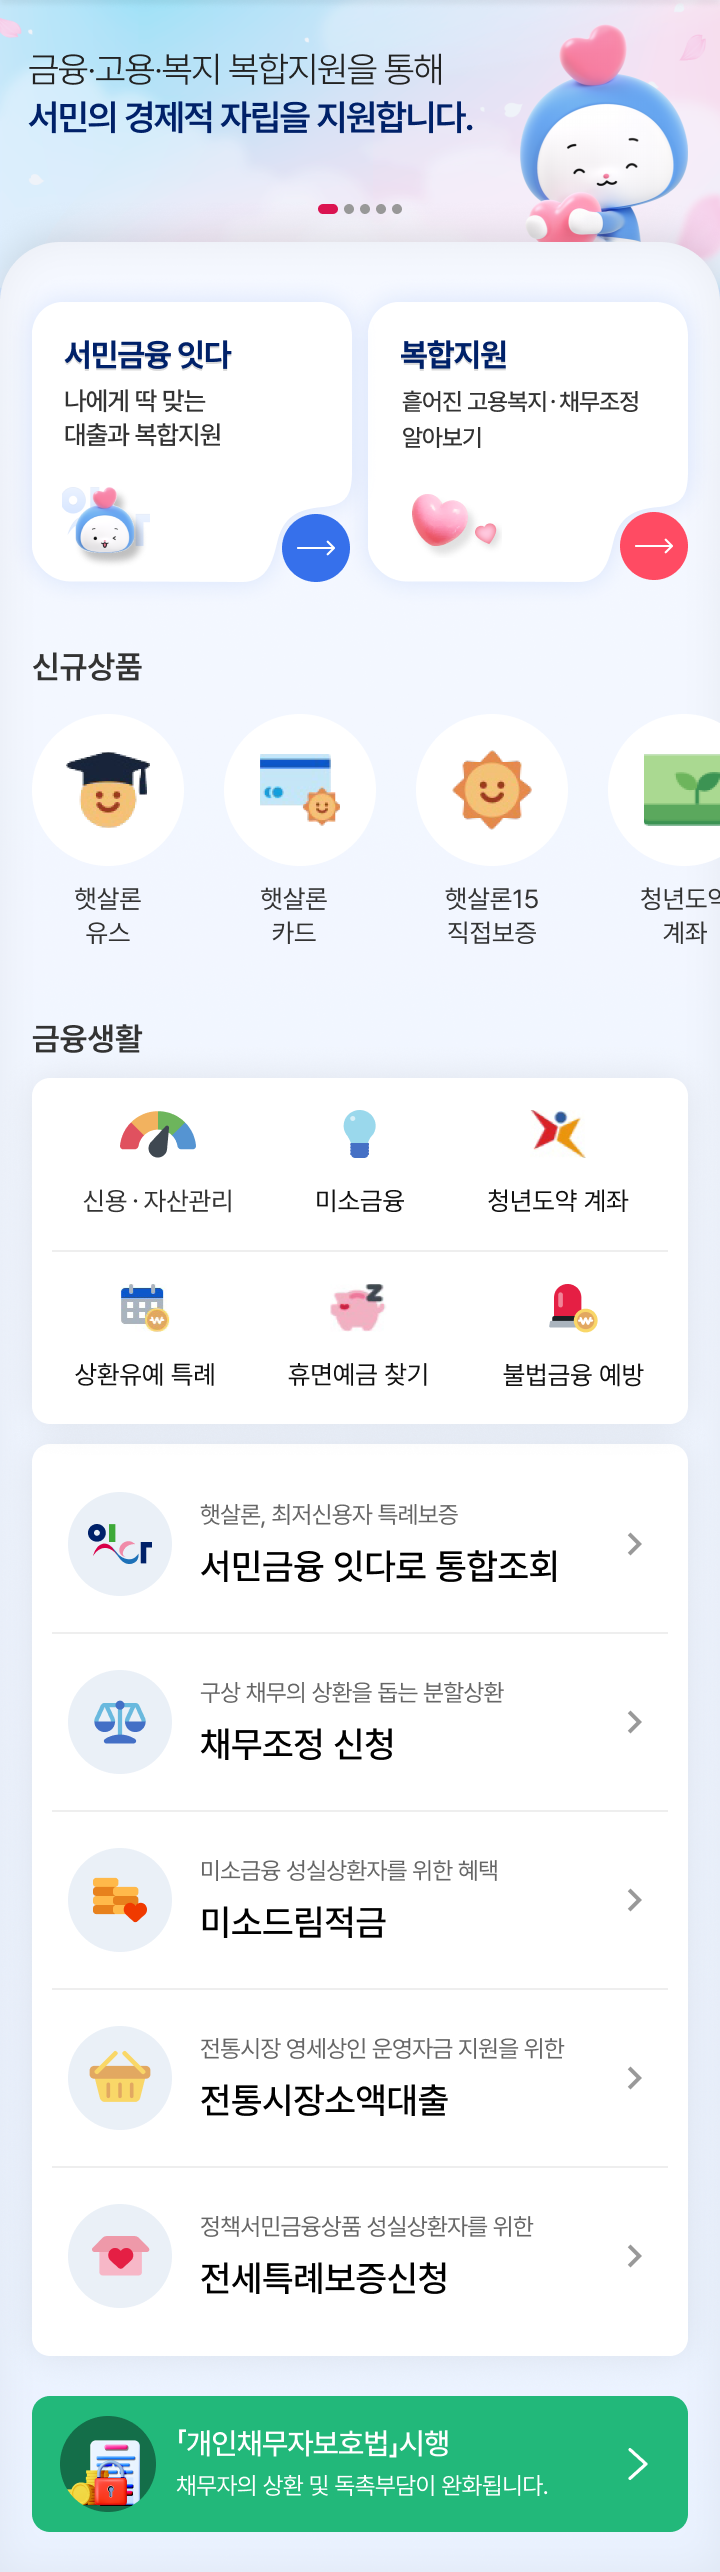 금융·고용·복지 복합지원을 통해
서민의 경제적 자립을 지원합니다.
서민금융 잇다
나에게 딱 맞는
대출과 복합지원
복합지원
흩어진 고용복지·채무조정
알아보기
신규상품
햇살론
유스
햇살론
카드
햇살론15
직접보증
청년도약
계좌
금융생활
신용·자산관리
미소금융
청년도약 계좌
상환유예 특례
휴면예금 찾기
불법금융 예방
잇다
햇살론, 최저신용자 특례보증
서민금융 잇다로 통합조회
구상 채무의 상환을 돕는 분할상환
채무조정 신청
미소금융 성실상환자를 위한 혜택
미소드림적금
전통시장 영세상인 운영자금 지원을 위한
전통시장소액대출
정책서민금융상품 성실상환자를 위한
전세특례보증신청
「개인채무자보호법」시행
채무자의 상환 및 독촉부담이 완화됩니다.